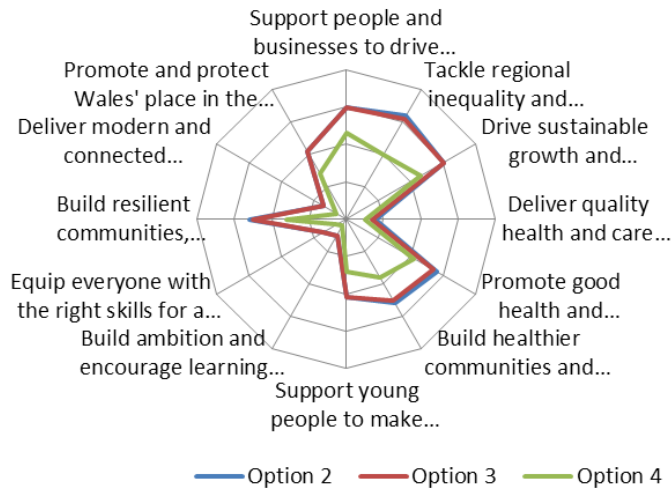 Support people and
businesses to drive...
Tackle regional
inequality and...
Drive sustainable
growth and...
Deliver quality
health and care...
Promote good
health and...
Build healthier
communities and...
Support young
people to make...
Build ambition and
encourage learning...
Equip everyone with
the right skills for a...
Build resilient
communities,...
Deliver modern and
connected...
Promote and protect
Wales' place in the...
Option 2
Option 3
Option 4